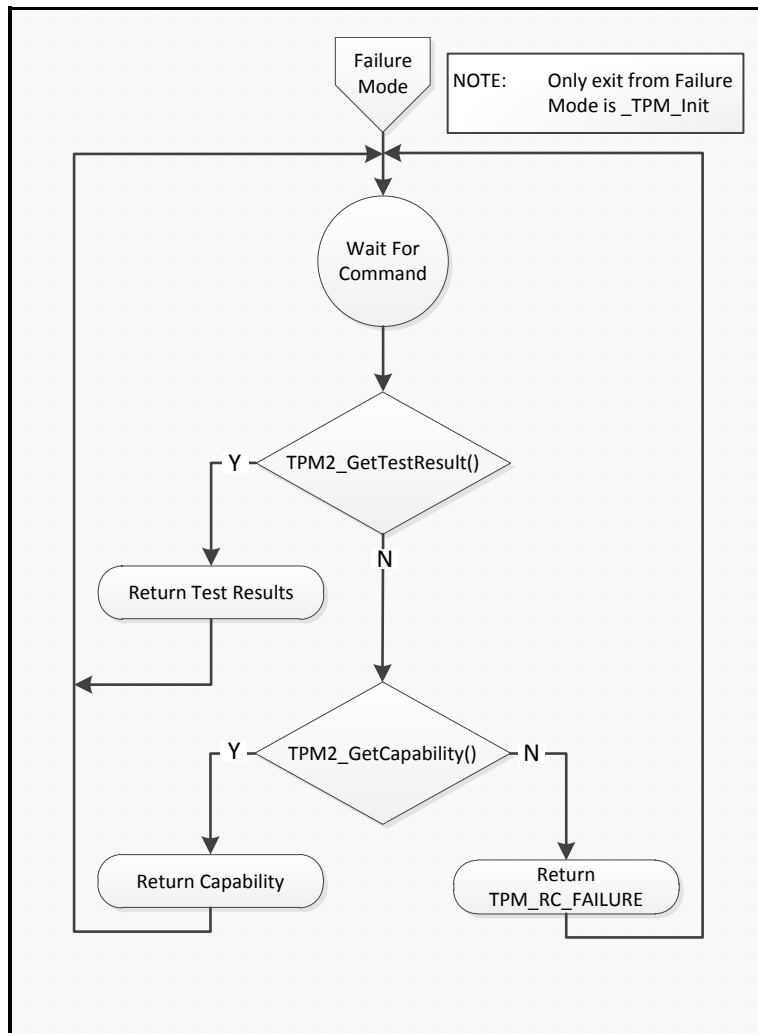 Failure
Mode
NOTE: Only exit from Failure
Mode is _TPM_Init
Wait For
Command
TPM2_GetTestResult()
Y
N
Return Test Results
TPM2_GetCapability()
Y
N
Return Capability
Return
TPM_RC_FAILURE